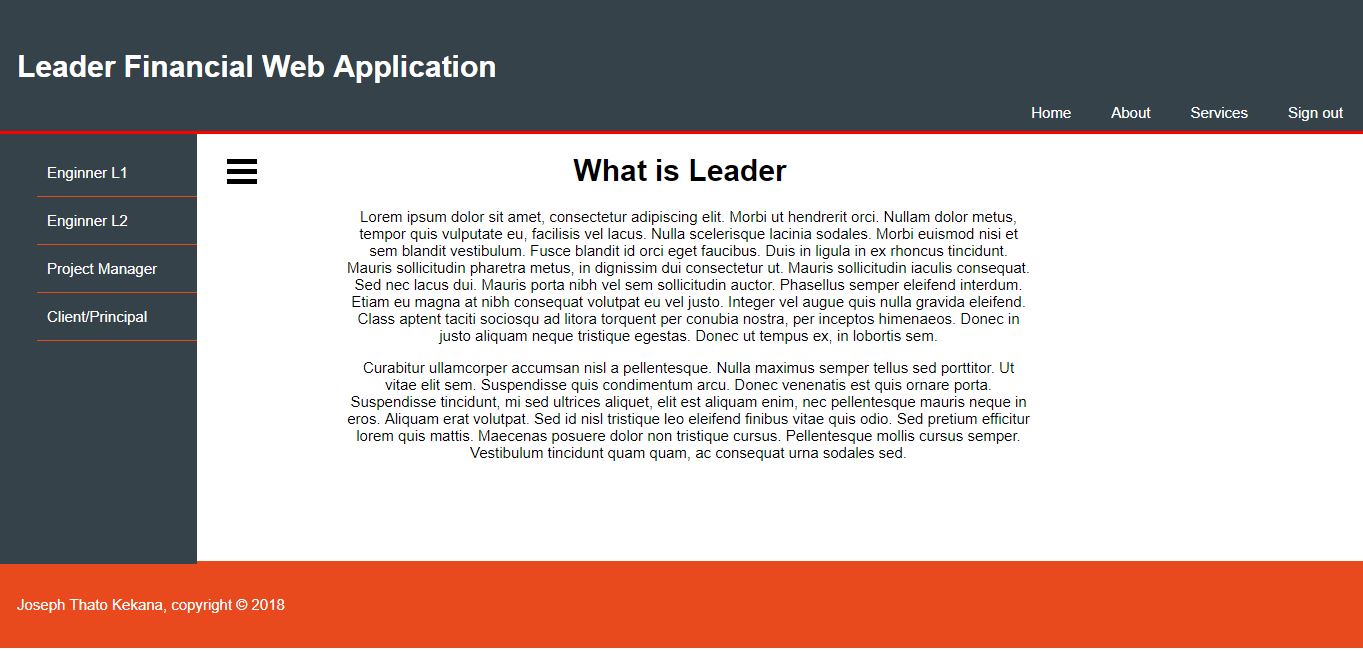 Leader Financial Web Application
Home About Services Sign out
Enginner L1
Enginner L2
Project Manager
Client/Principal
What is Leader
Lorem ipsum dolor sit amet, consectetur adipiscing elit. Morbi ut hendrerit orci. Nullam dolor metus,
tempor quis vulputate eu, facilisis vel lacus. Nulla scelerisque lacinia sodales. Morbi euismod nisi et
sem blandit vestibulum. Fusce blandit id orci eget faucibus. Duis in ligula in ex rhoncus tincidunt.
Mauris sollicitudin pharetra metus, in dignissim dui consectetur ut. Mauris sollicitudin iaculis consequat.
Sed nec lacus dui. Mauris porta nibh vel sem sollicitudin auctor. Phasellus semper eleifend interdum.
Etiam eu magna at nibh consequat volutpat eu vel justo. Integer vel augue quis nulla gravida eleifend.
Class aptent taciti sociosqu ad litora torquent per conubia nostra, per inceptos himenaeos. Donec in
justo aliquam neque tristique egestas. Donec ut tempus ex, in lobortis sem.
Curabitur ullamcorper accumsan nisl a pellentesque. Nulla maximus semper tellus sed porttitor. Ut
vitae elit sem. Suspendisse quis condimentum arcu. Donec venenatis est quis ornare porta.
Suspendisse tincidunt, mi sed ultrices aliquet, elit est aliquam enim, nec pellentesque mauris neque in
eros. Aliquam erat volutpat. Sed id nisl tristique leo eleifend finibus vitae quis odio. Sed pretium efficitur
lorem quis mattis. Maecenas posuere dolor non tristique cursus. Pellentesque mollis cursus semper.
Vestibulum tincidunt quam quam, ac consequat urna sodales sed.
Joseph Thato Kekana, copyright © 2018